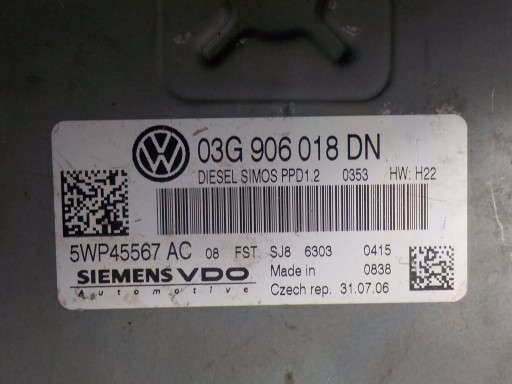 03G 906 018 DN
DIESEL SIMOS PPD1.2 0353 HW: H22
5WP45567 AC 08 FST SJ8 6303 0415
SIEMENS VDO Made in 0838
Automotive Czech rep. 31.07.06